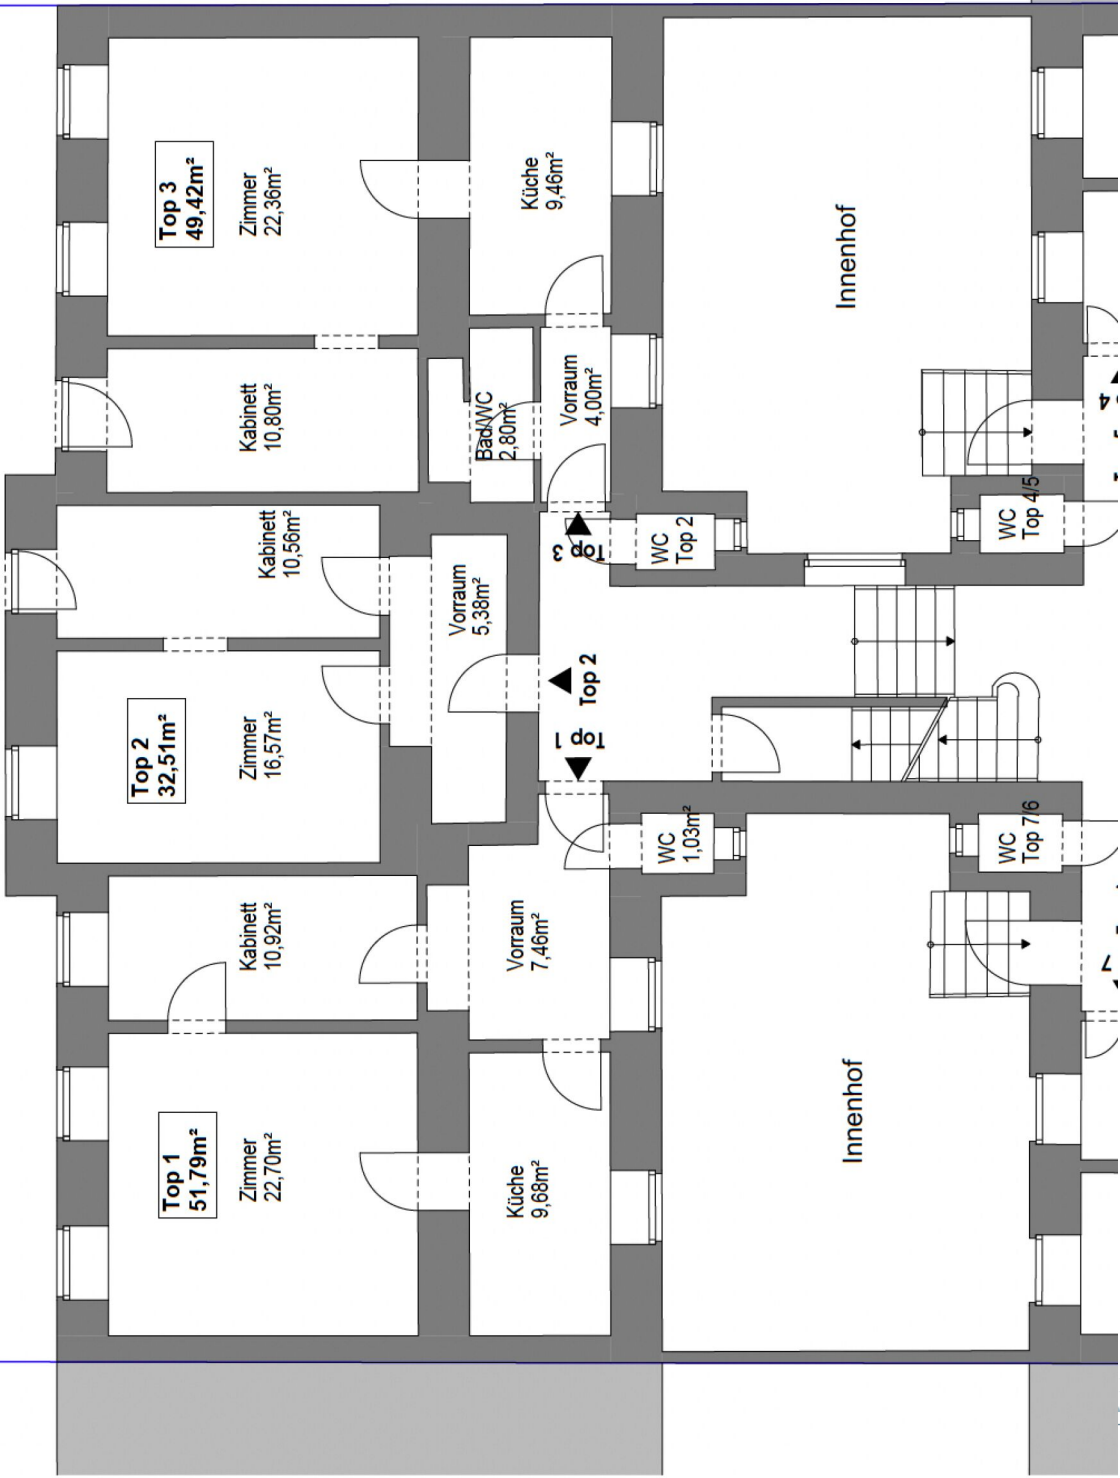 Top 3
49,42m²
Zimmer
22,36m²
Küche
9,46m²
Innenhof
Kabinett
10,80m²
Bad/WC
2,80m²
Vorraum
4,00m²
Kabinett
10,56m²
Vorraum
5,38m²
Top 3
WC
Top 2
WC
Top 4/5
4
Top 2
32,51m²
Zimmer
16,57m²
Top 2
Top 1
Kabinett
10,92m²
Vorraum
7,46m²
WC
1,03m²
WC
Top 7/6
7
Top 1
51,79m²
Zimmer
22,70m²
Küche
9,68m²
Innenhof